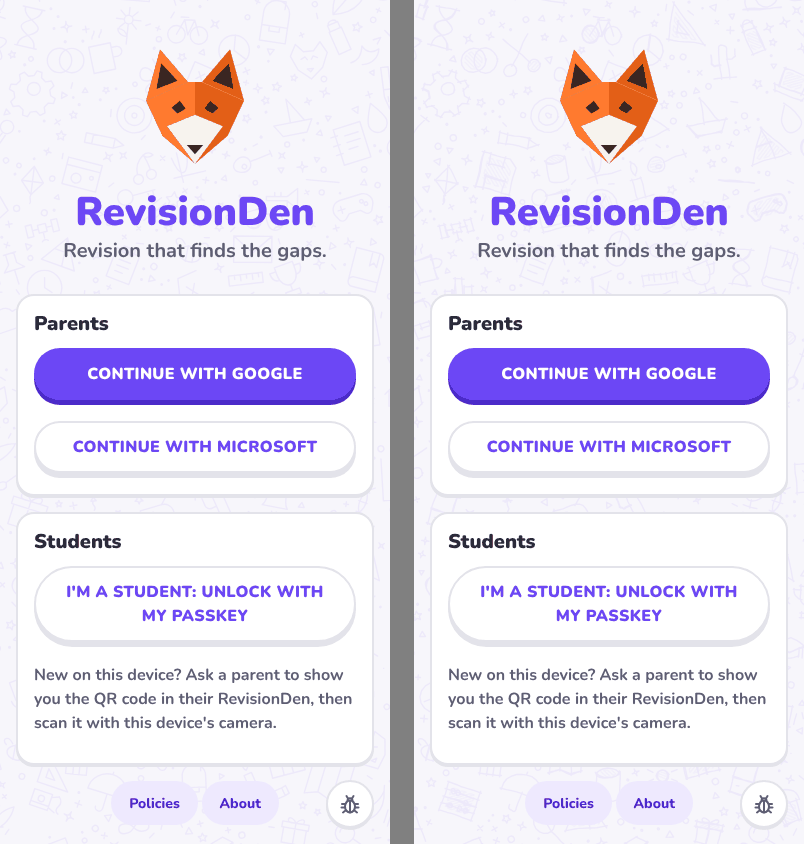 RevisionDen
Revision that finds the gaps.
Parents
CONTINUE WITH GOOGLE
CONTINUE WITH MICROSOFT
Students
I'M A STUDENT: UNLOCK WITH
MY PASSKEY
New on this device? Ask a parent to show
you the QR code in their RevisionDen, then
scan it with this device's camera.
Policies
About
RevisionDen
Revision that finds the gaps.
Parents
CONTINUE WITH GOOGLE
CONTINUE WITH MICROSOFT
Students
I'M A STUDENT: UNLOCK WITH
MY PASSKEY
New on this device? Ask a parent to show
you the QR code in their RevisionDen, then
scan it with this device's camera.
Policies
About